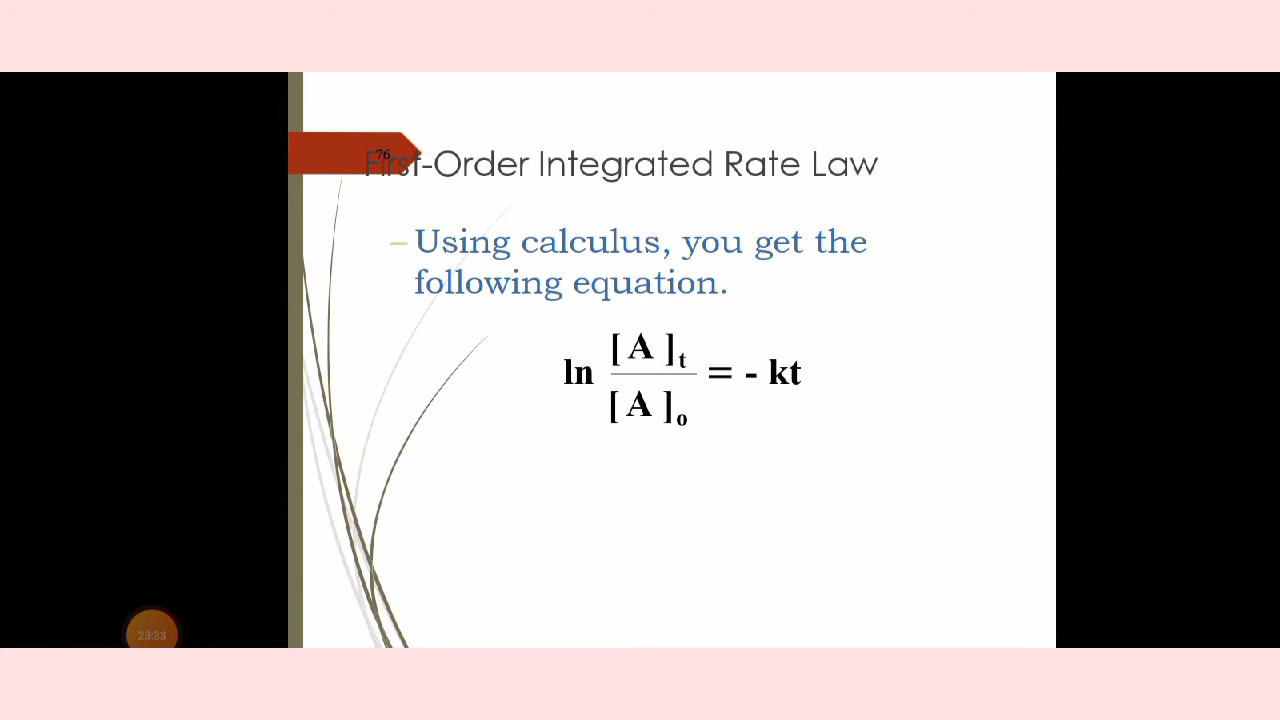 76
First-Order Integrated Rate Law
– Using calculus, you get the
following equation.
ln [ A ]t / [ A ]o = - kt
23:33